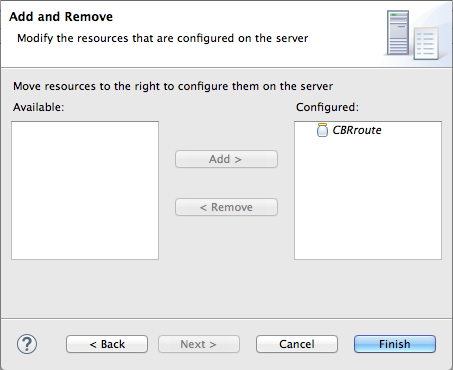 Add and Remove
Modify the resources that are configured on the server
Move resources to the right to configure them on the server
Available:
Configured:
CBRroute
Add >
< Remove
?
< Back
Next >
Cancel
Finish